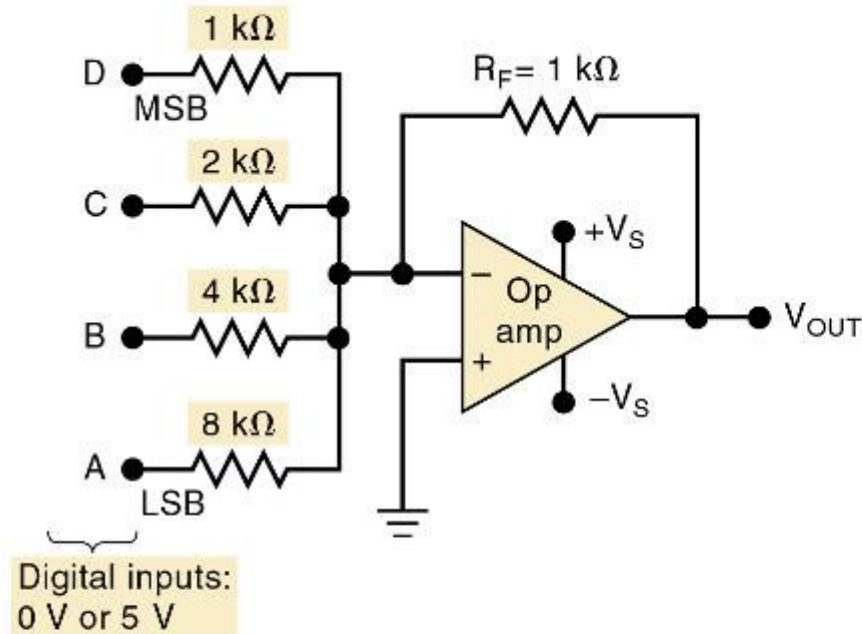 1 kΩ
D
MSB
R_F= 1 kΩ
2 kΩ
C
+V_S
−
Op
amp
4 kΩ
B
+
V_OUT
−V_S
8 kΩ
A
LSB
Digital inputs:
0 V or 5 V